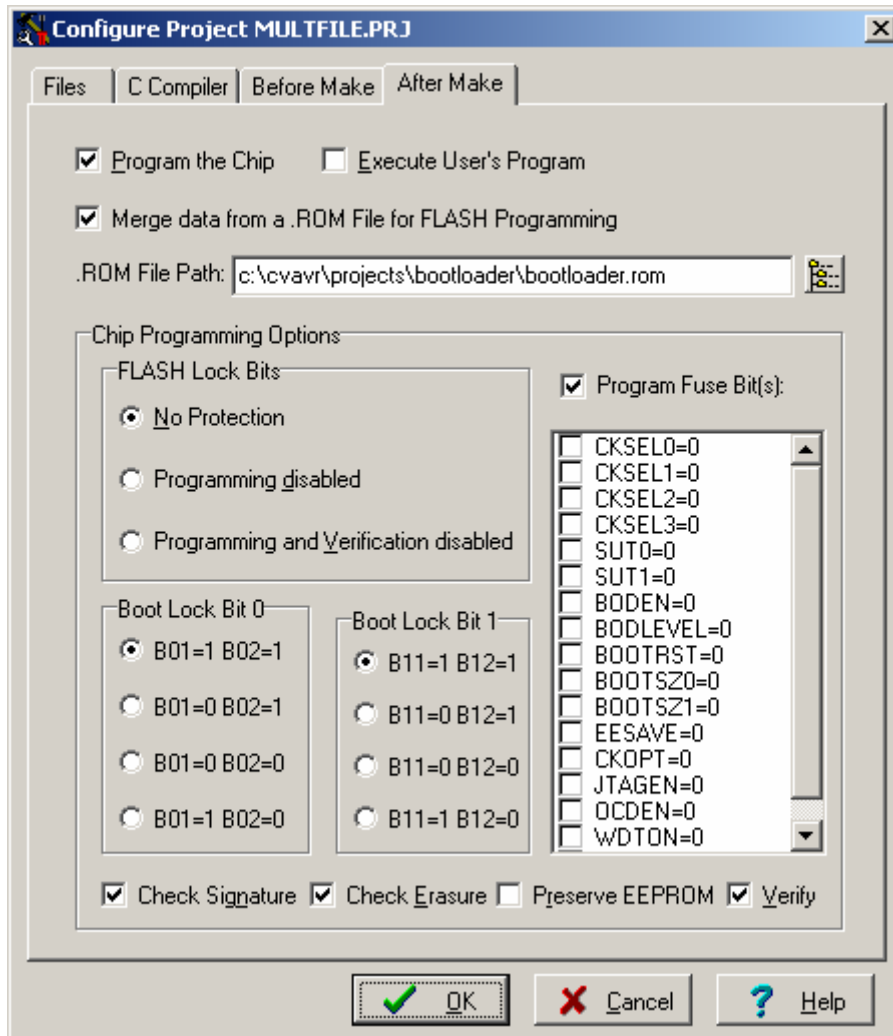 Configure Project MULTFILE.PRJ
Files C Compiler Before Make After Make
Program the Chip Execute User's Program
Merge data from a .ROM File for FLASH Programming
.ROM File Path: c:\cvavr\projects\bootloader\bootloader.rom
Chip Programming Options
FLASH Lock Bits
No Protection
Programming disabled
Programming and Verification disabled
Program Fuse Bit(s):
CKSEL0=0
CKSEL1=0
CKSEL2=0
CKSEL3=0
SUT0=0
SUT1=0
BODEN=0
BODLEVEL=0
BOOTRST=0
BOOTSZ0=0
BOOTSZ1=0
EESAVE=0
CKOPT=0
JTAGEN=0
OCDEN=0
WDTON=0
Boot Lock Bit 0
B01=1 B02=1
B01=0 B02=1
B01=0 B02=0
B01=1 B02=0
Boot Lock Bit 1
B11=1 B12=1
B11=0 B12=1
B11=0 B12=0
B11=1 B12=0
Check Signature Check Erasure Preserve EEPROM Verify
OK Cancel Help